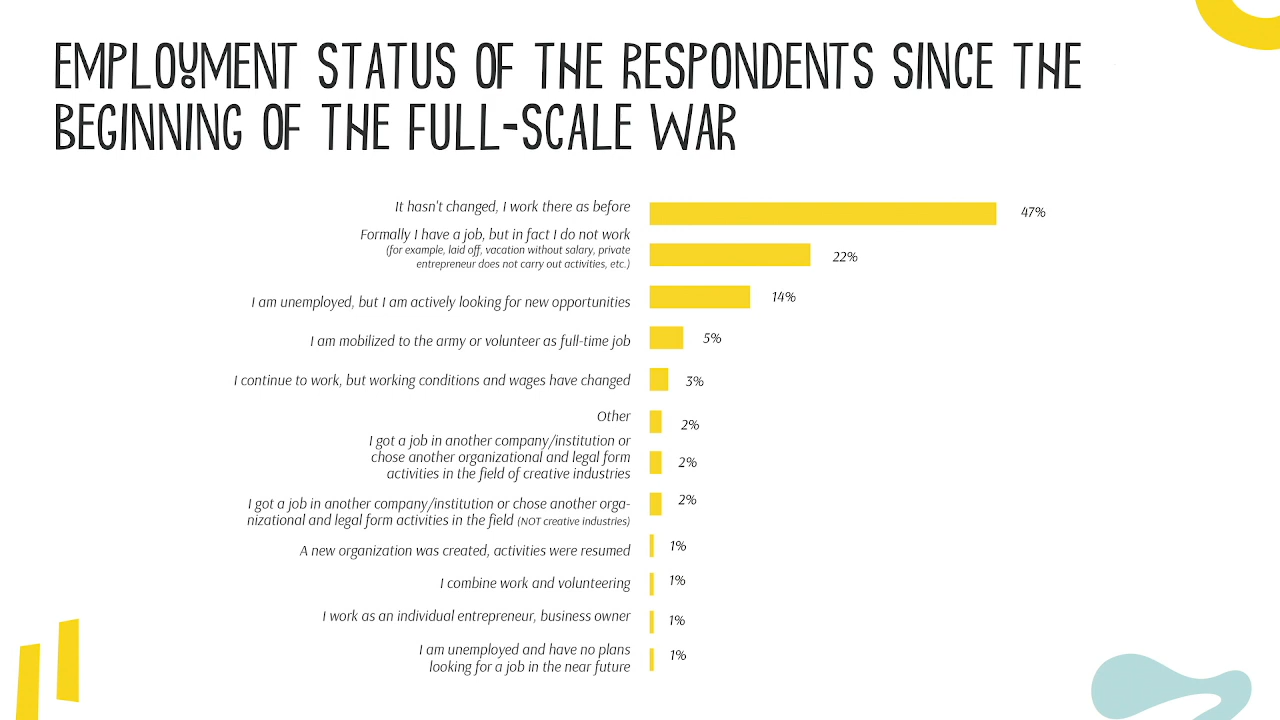 EMPLOYMENT STATUS OF THE RESPONDENTS SINCE THE
BEGINNING OF THE FULL-SCALE WAR
It hasn't changed, I work there as before
47%
Formally I have a job, but in fact I do not work
(for example, laid off, vacation without salary, private
entrepreneur does not carry out activities, etc.)
22%
I am unemployed, but I am actively looking for new opportunities
14%
I am mobilized to the army or volunteer as full-time job
5%
I continue to work, but working conditions and wages have changed
3%
Other
2%
I got a job in another company/institution or
chose another organizational and legal form
activities in the field of creative industries
2%
I got a job in another company/institution or chose another orga-
nizational and legal form activities in the field (NOT creative industries)
2%
A new organization was created, activities were resumed
1%
I combine work and volunteering
1%
I work as an individual entrepreneur, business owner
1%
I am unemployed and have no plans
looking for a job in the near future
1%